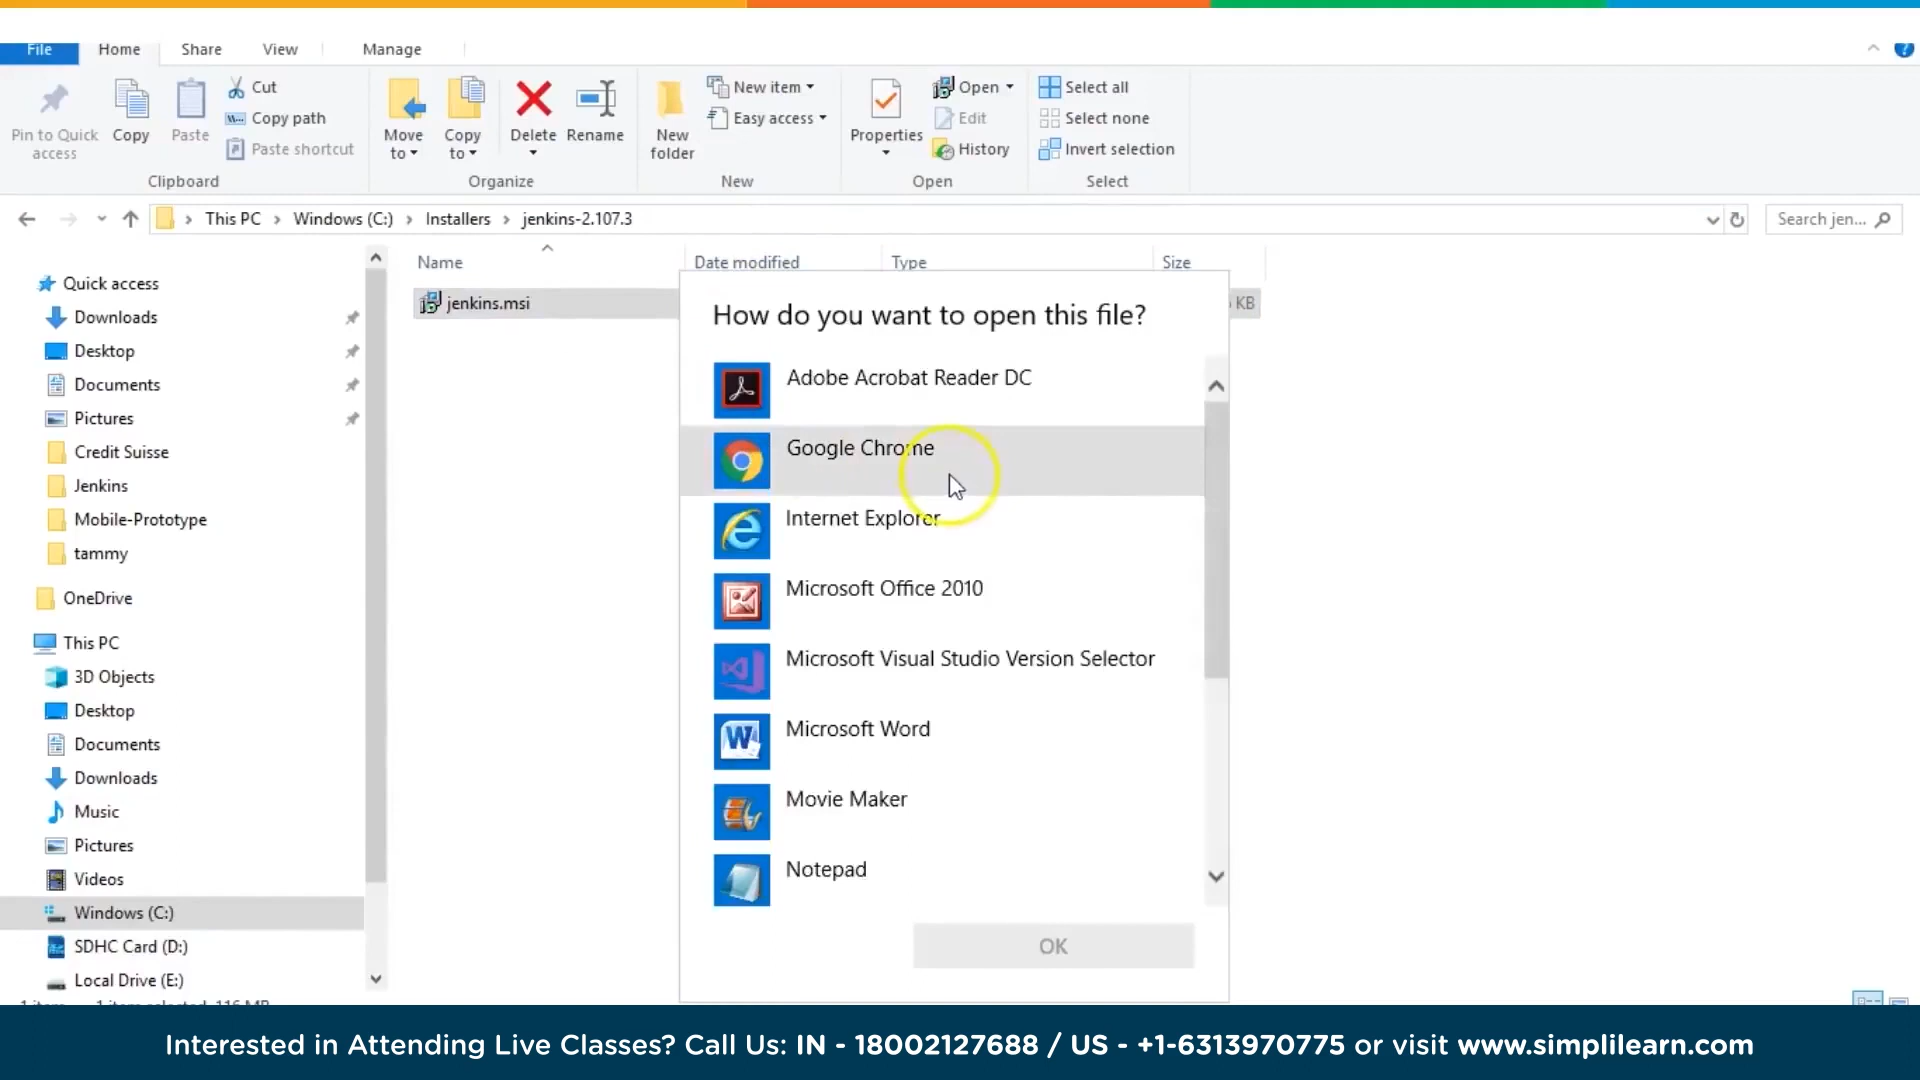 File Home Share View Manage
Pin to Quick access
Copy
Paste
Cut
Copy path
Paste shortcut
Clipboard
Move to
Copy to
Delete
Rename
Organize
New folder
New item
Easy access
New
Properties
Open
Edit
History
Open
Select all
Select none
Invert selection
Select
This PC > Windows (C:) > Installers > jenkins-2.107.3
Search jen...
Name Date modified Type Size
jenkins.msi KB
Quick access
Downloads
Desktop
Documents
Pictures
Credit Suisse
Jenkins
Mobile-Prototype
tammy
OneDrive
This PC
3D Objects
Desktop
Documents
Downloads
Music
Pictures
Videos
Windows (C:)
SDHC Card (D:)
Local Drive (E:)
How do you want to open this file?
Adobe Acrobat Reader DC
Google Chrome
Internet Explorer
Microsoft Office 2010
Microsoft Visual Studio Version Selector
Microsoft Word
Movie Maker
Notepad
OK
1 item 1 item selected 116 MB
Interested in Attending Live Classes? Call Us: IN - 18002127688 / US - +1-6313970775 or visit www.simplilearn.com